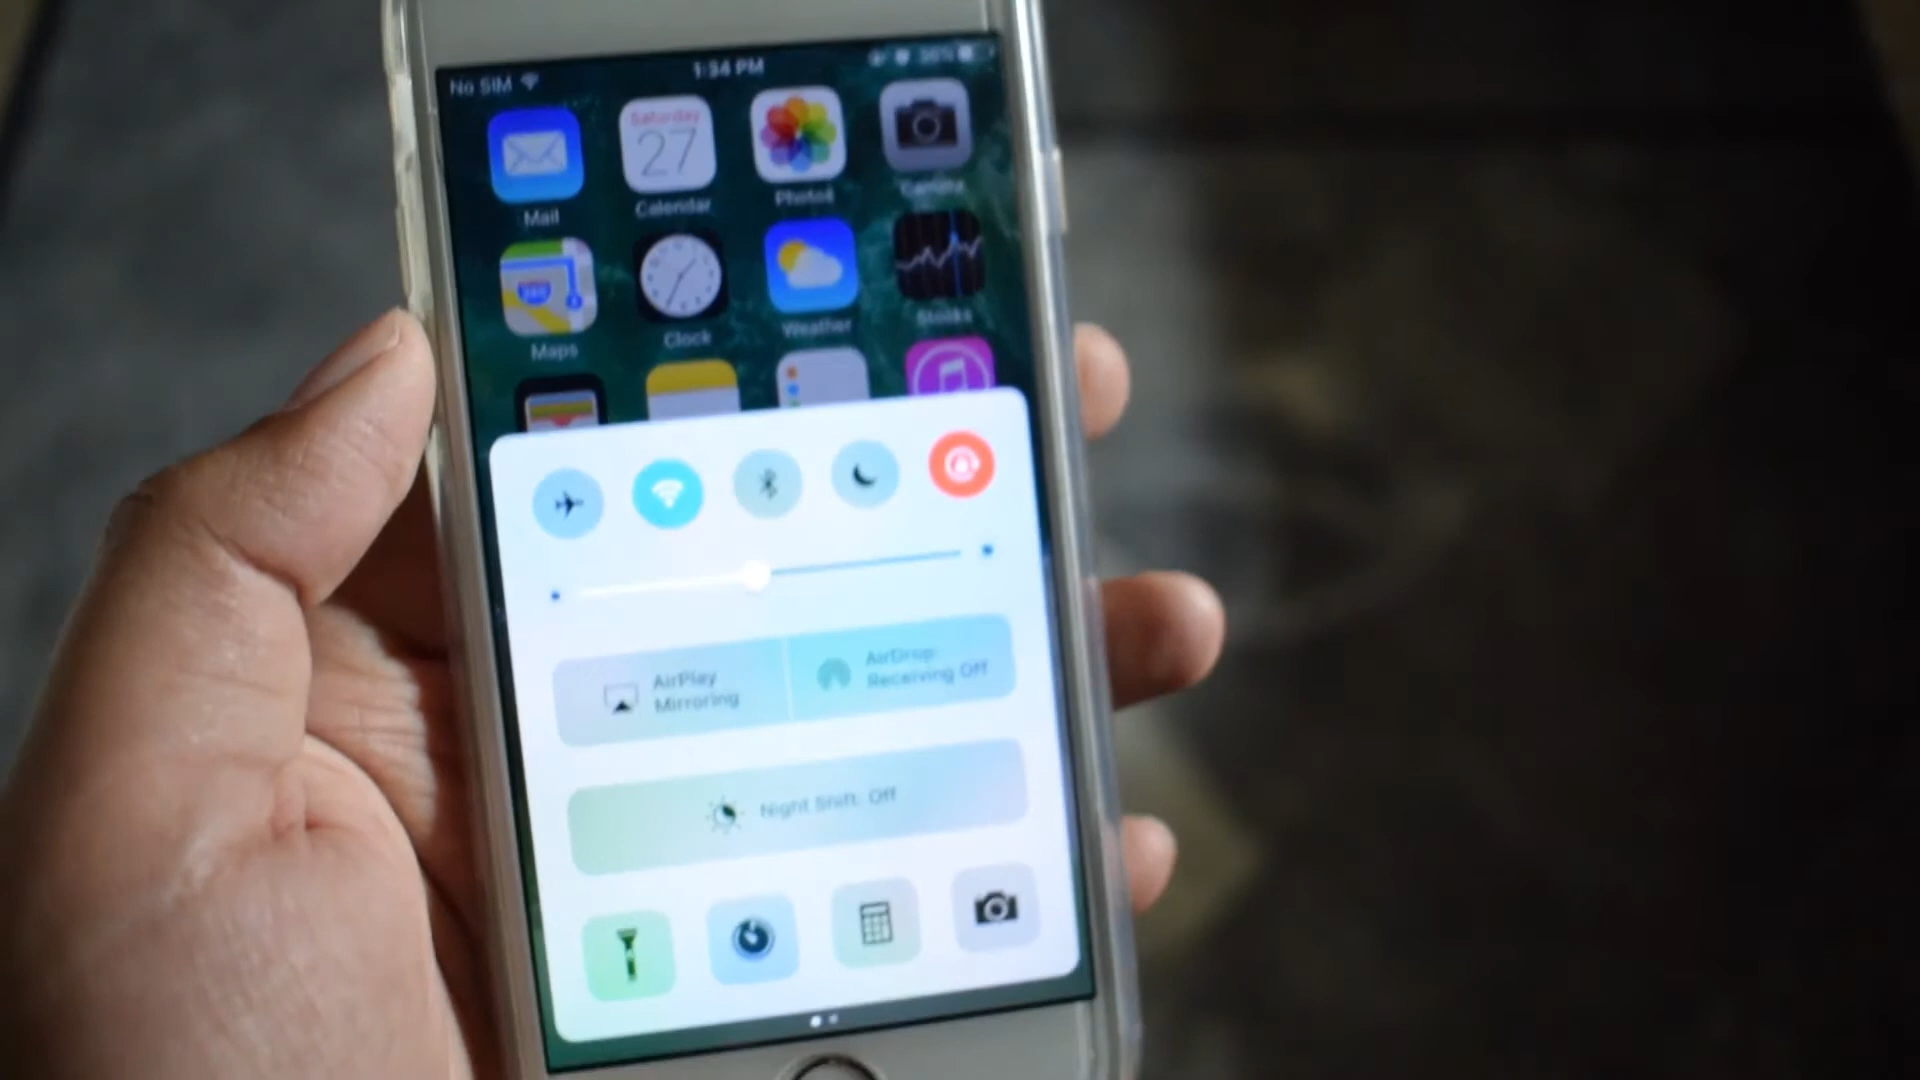 No SIM 1:34 PM 36%
Saturday
27
Mail Calendar Photos Camera
Maps Clock Weather Stocks
AirPlay
Mirroring
AirDrop:
Receiving Off
Night Shift: Off